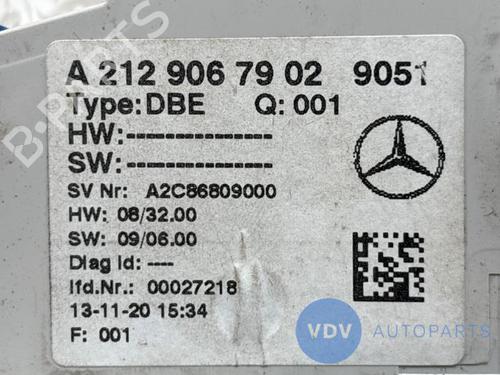 A 212 906 79 02 9051
Type: DBE Q: 001
HW:---------------
SW:---------------
SV Nr: A2C86809000
HW: 08/32.00
SW: 09/06.00
Diag Id: ----
lfd.Nr.: 00027218
13-11-20 15:34
F: 001
B-PARTS
VDV AUTOPARTS